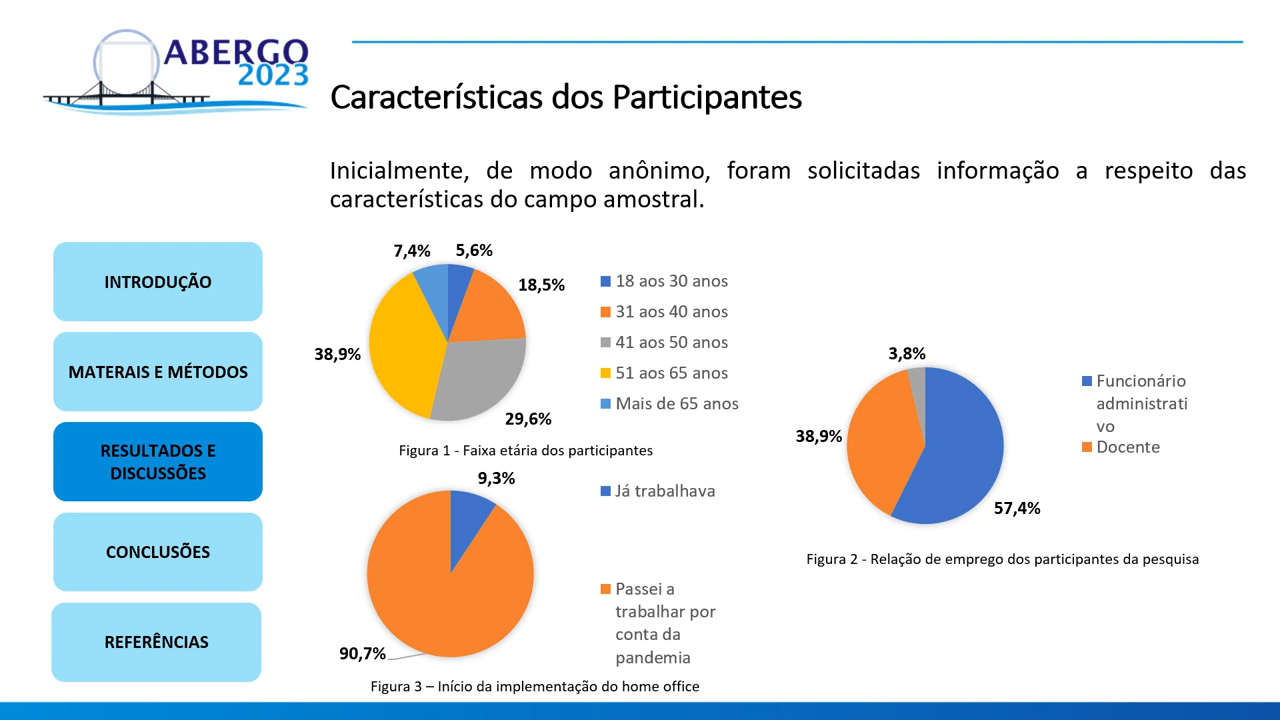 ABERGO
2023
Características dos Participantes
Inicialmente, de modo anônimo, foram solicitadas informação a respeito das
características do campo amostral.
INTRODUÇÃO
MATERAIS E MÉTODOS
RESULTADOS E
DISCUSSÕES
CONCLUSÕES
REFERÊNCIAS
7,4%
5,6%
18,5%
38,9%
29,6%
18 aos 30 anos
31 aos 40 anos
41 aos 50 anos
51 aos 65 anos
Mais de 65 anos
Figura 1 - Faixa etária dos participantes
9,3%
90,7%
Já trabalhava
Passei a
trabalhar por
conta da
pandemia
Figura 3 – Início da implementação do home office
3,8%
38,9%
57,4%
Funcionário
administrati
vo
Docente
Figura 2 - Relação de emprego dos participantes da pesquisa